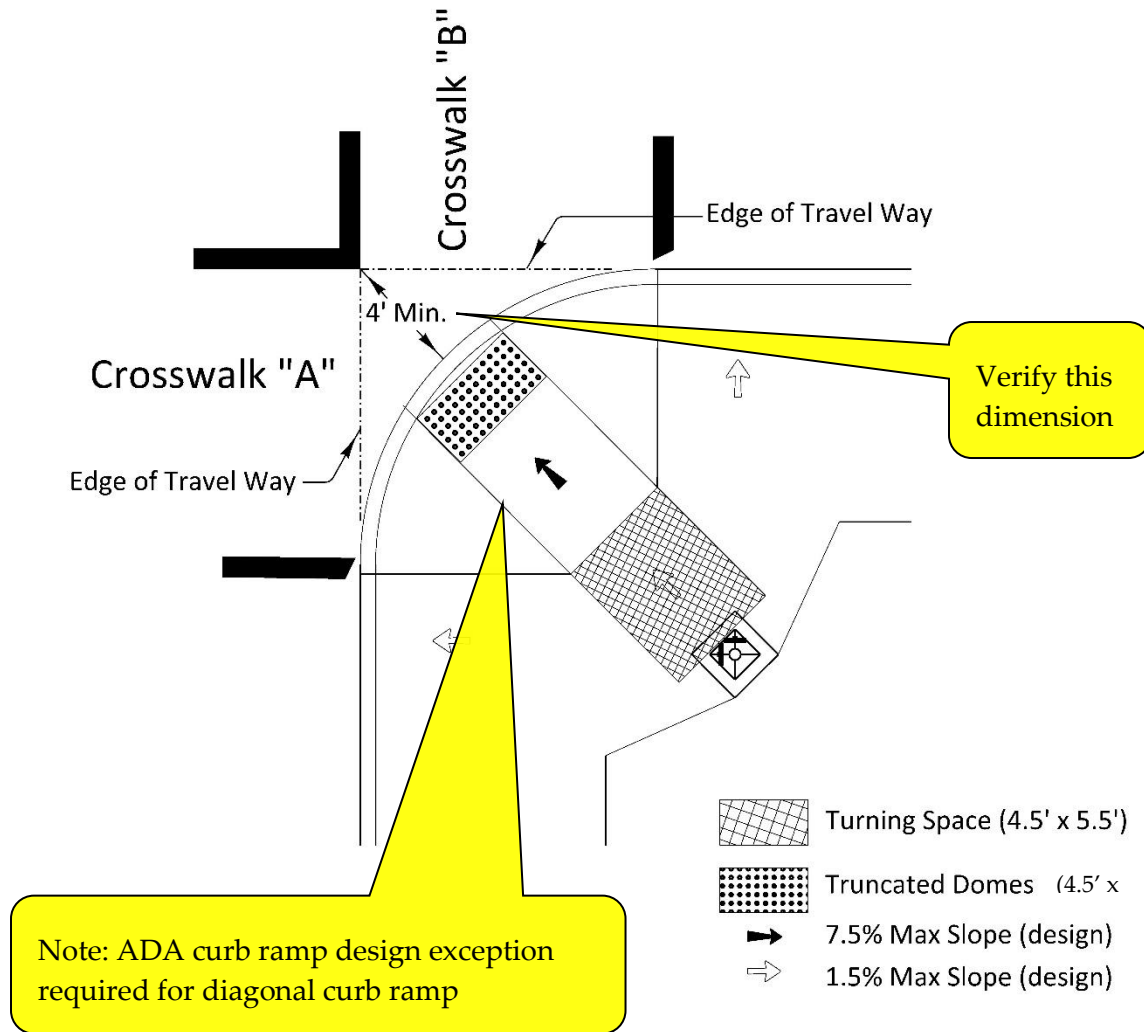 Crosswalk "B"
Edge of Travel Way
4' Min.
Crosswalk "A"
Verify this
dimension
Edge of Travel Way
Turning Space (4.5' x 5.5')
Truncated Domes (4.5' x
7.5% Max Slope (design)
1.5% Max Slope (design)
Note: ADA curb ramp design exception
required for diagonal curb ramp